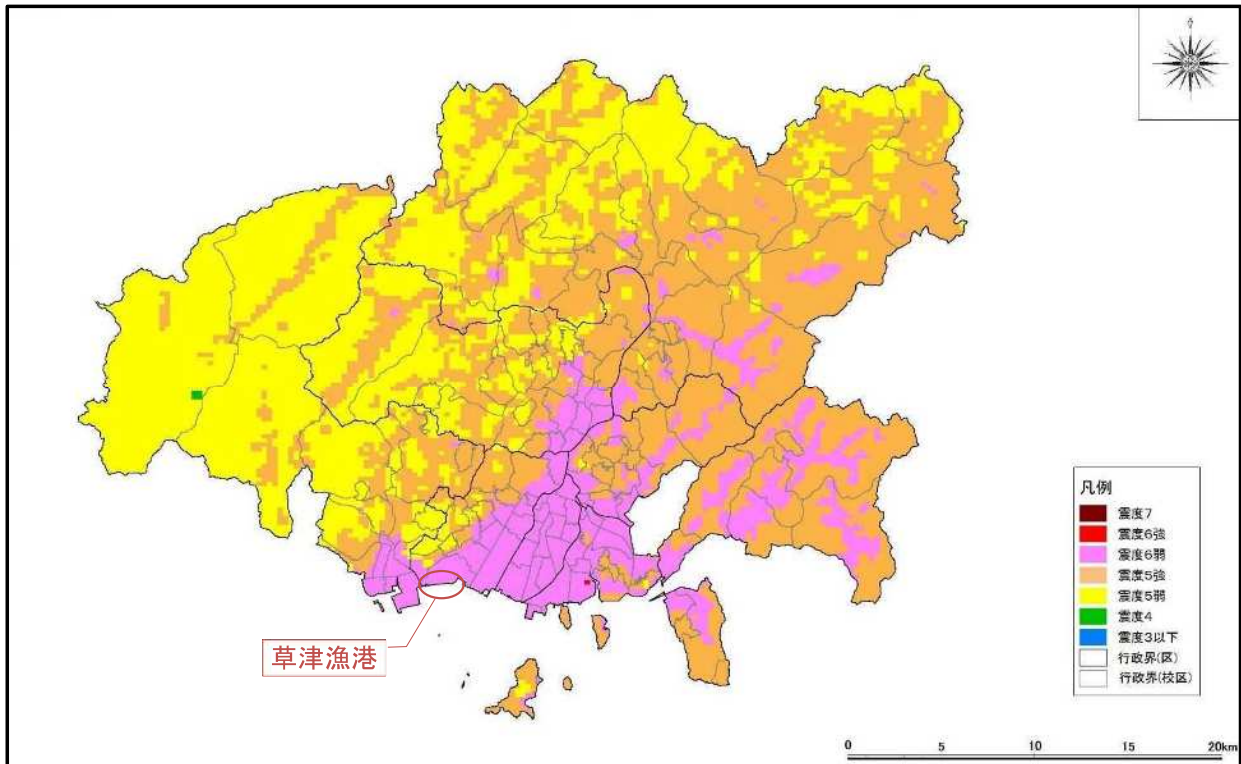 草津漁港
凡例
震度7
震度6強
震度6弱
震度5強
震度5弱
震度4
震度3以下
行政界(区)
行政界(校区)
0 5 10 15 20km